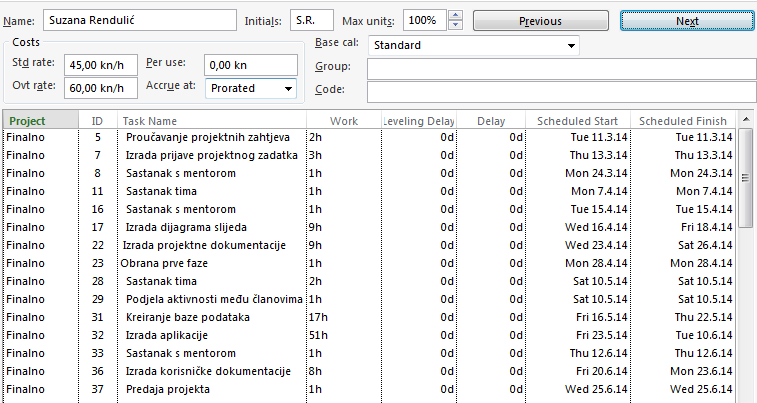 Name: Suzana Rendulić Initials: S.R. Max units: 100% Previous Next
Costs Base cal: Standard
Std rate: 45,00 kn/h Per use: 0,00 kn Group:
Ovt rate: 60,00 kn/h Accrue at: Prorated Code:
Project ID Task Name Work Leveling Delay Delay Scheduled Start Scheduled Finish
Finalno 5 Proučavanje projektnih zahtjeva 2h 0d 0d Tue 11.3.14 Tue 11.3.14
Finalno 7 Izrada prijave projektnog zadatka 3h 0d 0d Thu 13.3.14 Thu 13.3.14
Finalno 8 Sastanak s mentorom 1h 0d 0d Mon 24.3.14 Mon 24.3.14
Finalno 11 Sastanak tima 1h 0d 0d Mon 7.4.14 Mon 7.4.14
Finalno 16 Sastanak s mentorom 1h 0d 0d Tue 15.4.14 Tue 15.4.14
Finalno 17 Izrada dijagrama slijeda 9h 0d 0d Wed 16.4.14 Fri 18.4.14
Finalno 22 Izrada projektne dokumentacije 9h 0d 0d Wed 23.4.14 Sat 26.4.14
Finalno 23 Obrana prve faze 1h 0d 0d Mon 28.4.14 Mon 28.4.14
Finalno 28 Sastanak tima 2h 0d 0d Sat 10.5.14 Sat 10.5.14
Finalno 29 Podjela aktivnosti među članovima 1h 0d 0d Sat 10.5.14 Sat 10.5.14
Finalno 31 Kreiranje baze podataka 17h 0d 0d Fri 16.5.14 Thu 22.5.14
Finalno 32 Izrada aplikacije 51h 0d 0d Fri 23.5.14 Tue 10.6.14
Finalno 33 Sastanak s mentorom 1h 0d 0d Thu 12.6.14 Thu 12.6.14
Finalno 36 Izrada korisničke dokumentacije 8h 0d 0d Fri 20.6.14 Mon 23.6.14
Finalno 37 Predaja projekta 1h 0d 0d Wed 25.6.14 Wed 25.6.14